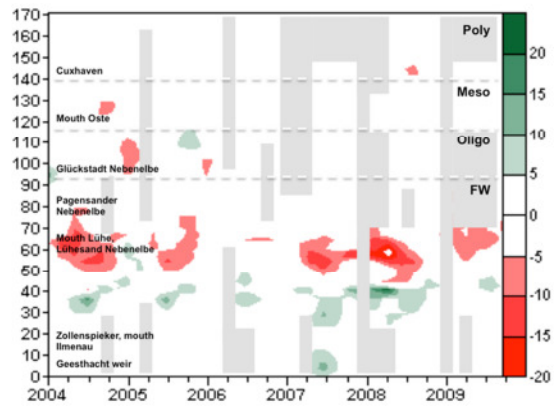 170
160
150
140
130
120
110
100
90
80
70
60
50
40
30
20
10
0
Poly
Cuxhaven
Meso
Mouth Oste
Oligo
Glückstadt Nebenelbe
FW
Pagensander
Nebenelbe
Mouth Lühe,
Lühesand Nebenelbe
Zollenspieker, mouth
Ilmenau
Geesthacht weir
2004 2005 2006 2007 2008 2009
20
15
10
5
0
-5
-10
-15
-20